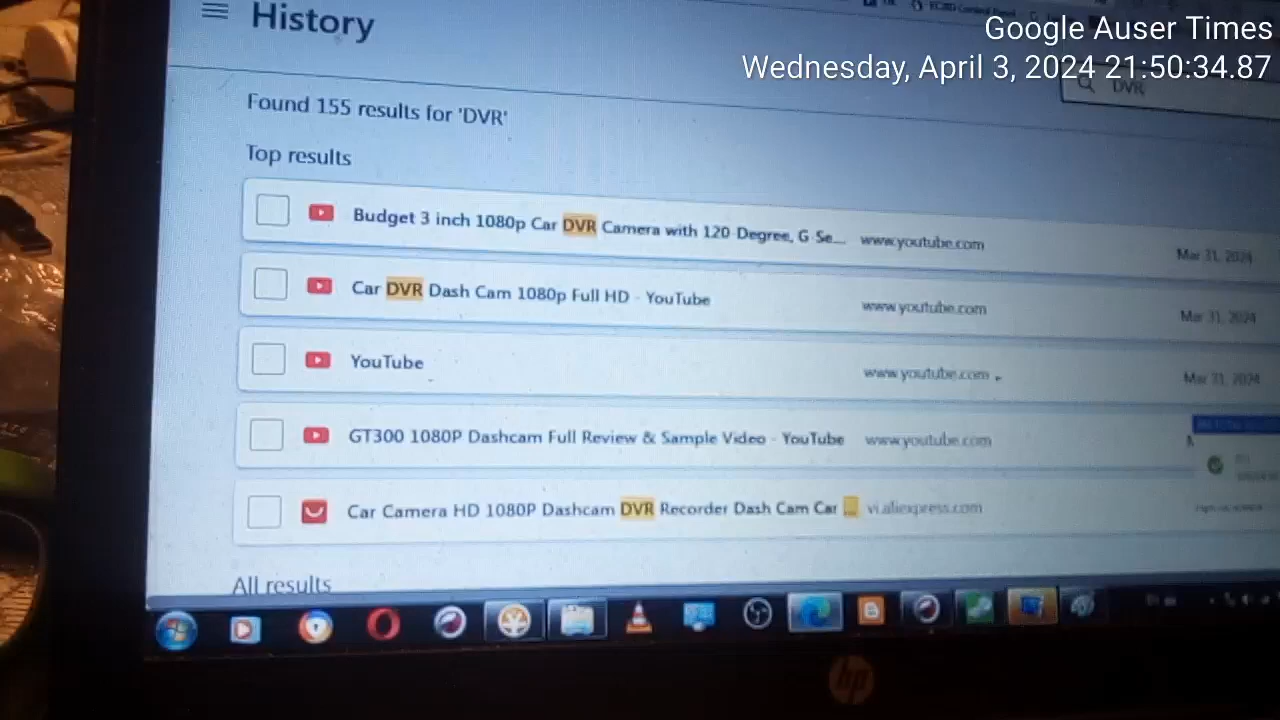 Google Auser Times
Wednesday, April 3, 2024 21:50:34.87
History
DVR
Found 155 results for 'DVR'
Top results
Budget 3 inch 1080p Car DVR Camera with 120 Degree, G-Se... www.youtube.com Mar 31, 2024
Car DVR Dash Cam 1080p Full HD - YouTube www.youtube.com Mar 31, 2024
YouTube www.youtube.com Mar 31, 2024
GT300 1080P Dashcam Full Review & Sample Video - YouTube www.youtube.com
Car Camera HD 1080P Dashcam DVR Recorder Dash Cam Car vi.aliexpress.com
All results
hp